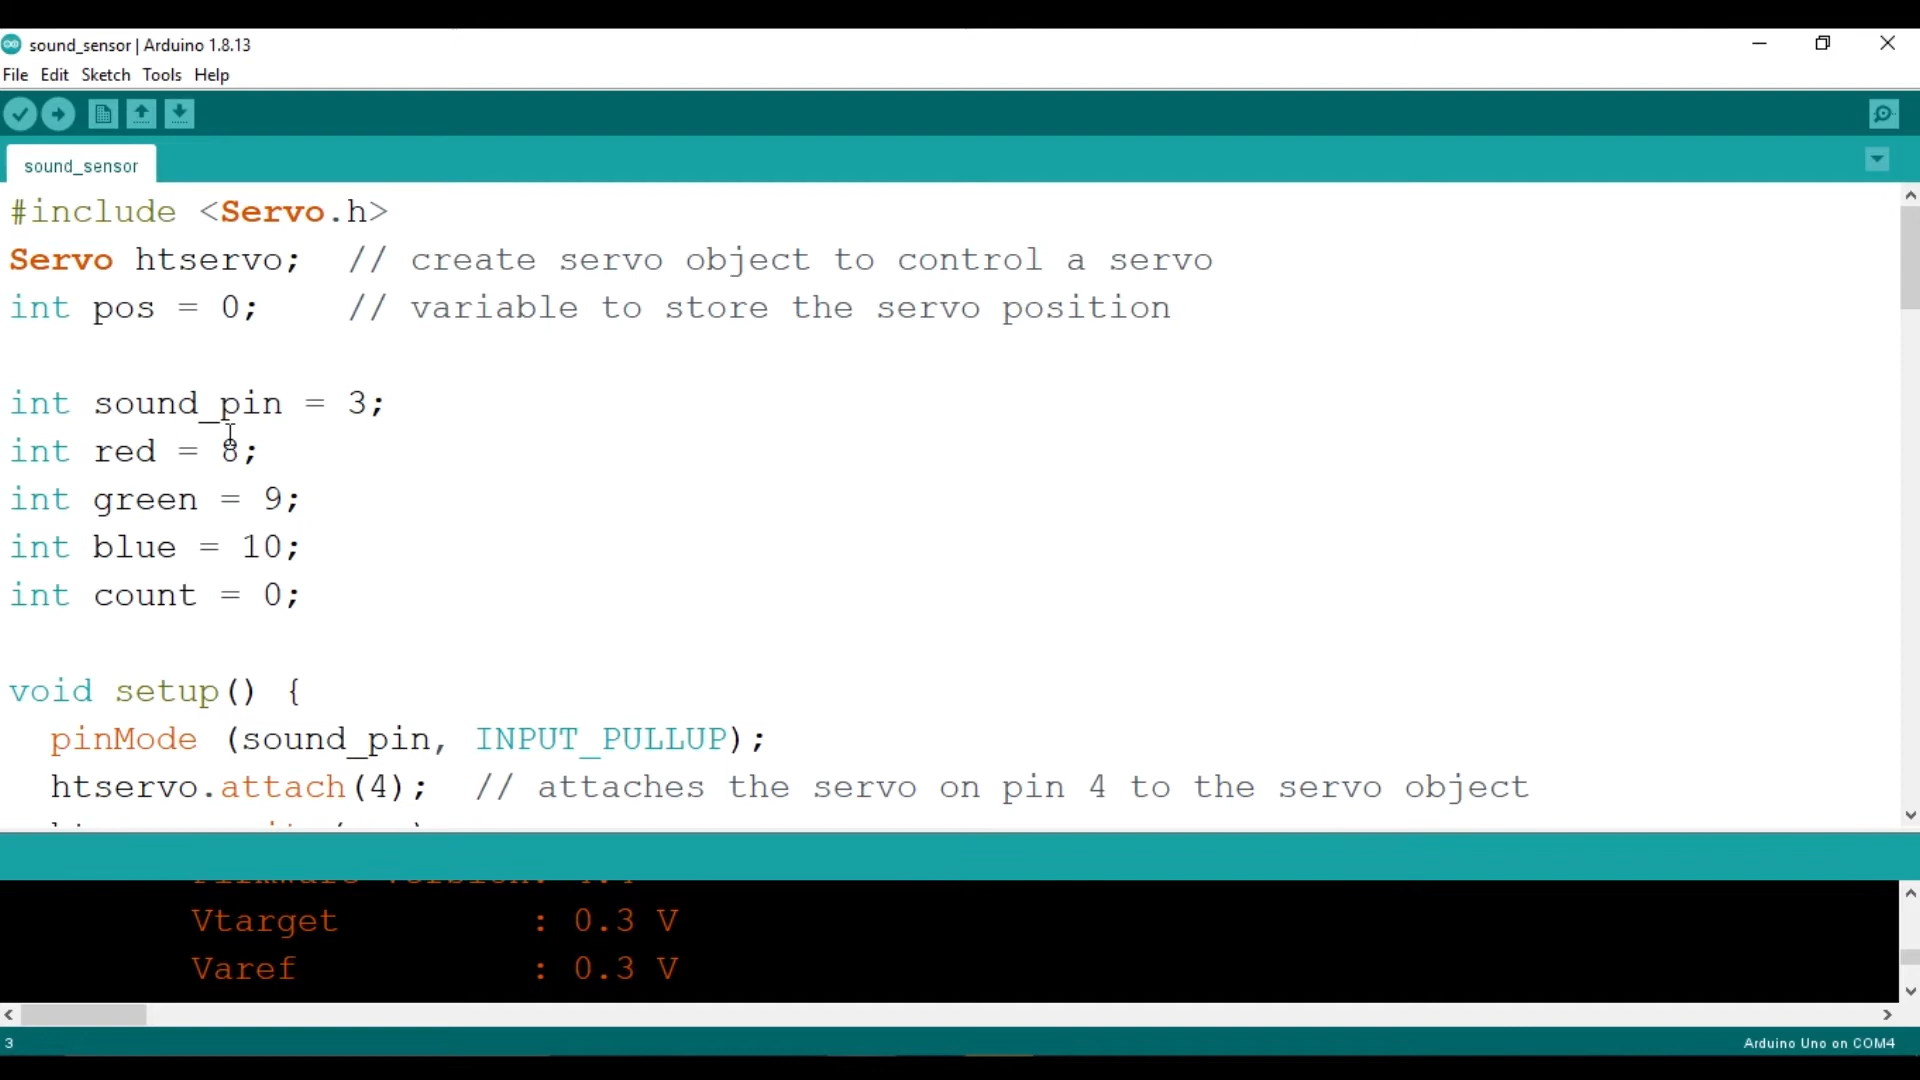 sound_sensor | Arduino 1.8.13
File Edit Sketch Tools Help
sound_sensor
#include <Servo.h>
Servo htservo;  // create servo object to control a servo
int pos = 0;    // variable to store the servo position
int sound_pin = 3;
int red = 8;
int green = 9;
int blue = 10;
int count = 0;
void setup() {
pinMode (sound_pin, INPUT_PULLUP);
htservo.attach(4);  // attaches the servo on pin 4 to the servo object
Vtarget : 0.3 V
Varef : 0.3 V
3
Arduino Uno on COM4